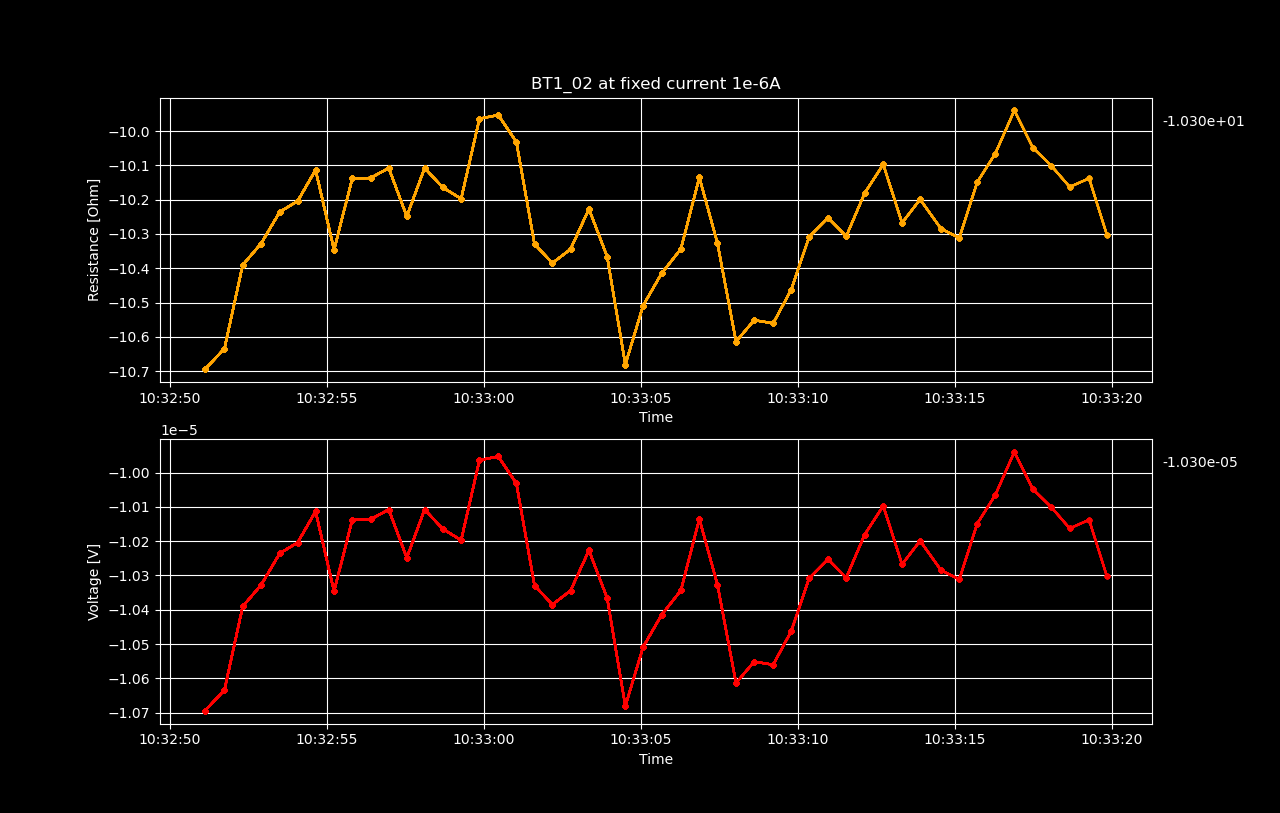 BT1_02 at fixed current 1e-6A
-1.030e+01
−10.0
−10.1
−10.2
−10.3
−10.4
−10.5
−10.6
−10.7
Resistance [Ohm]
10:32:50 10:32:55 10:33:00 10:33:05 10:33:10 10:33:15 10:33:20
Time
1e−5
-1.030e-05
−1.00
−1.01
−1.02
−1.03
−1.04
−1.05
−1.06
−1.07
Voltage [V]
10:32:50 10:32:55 10:33:00 10:33:05 10:33:10 10:33:15 10:33:20
Time